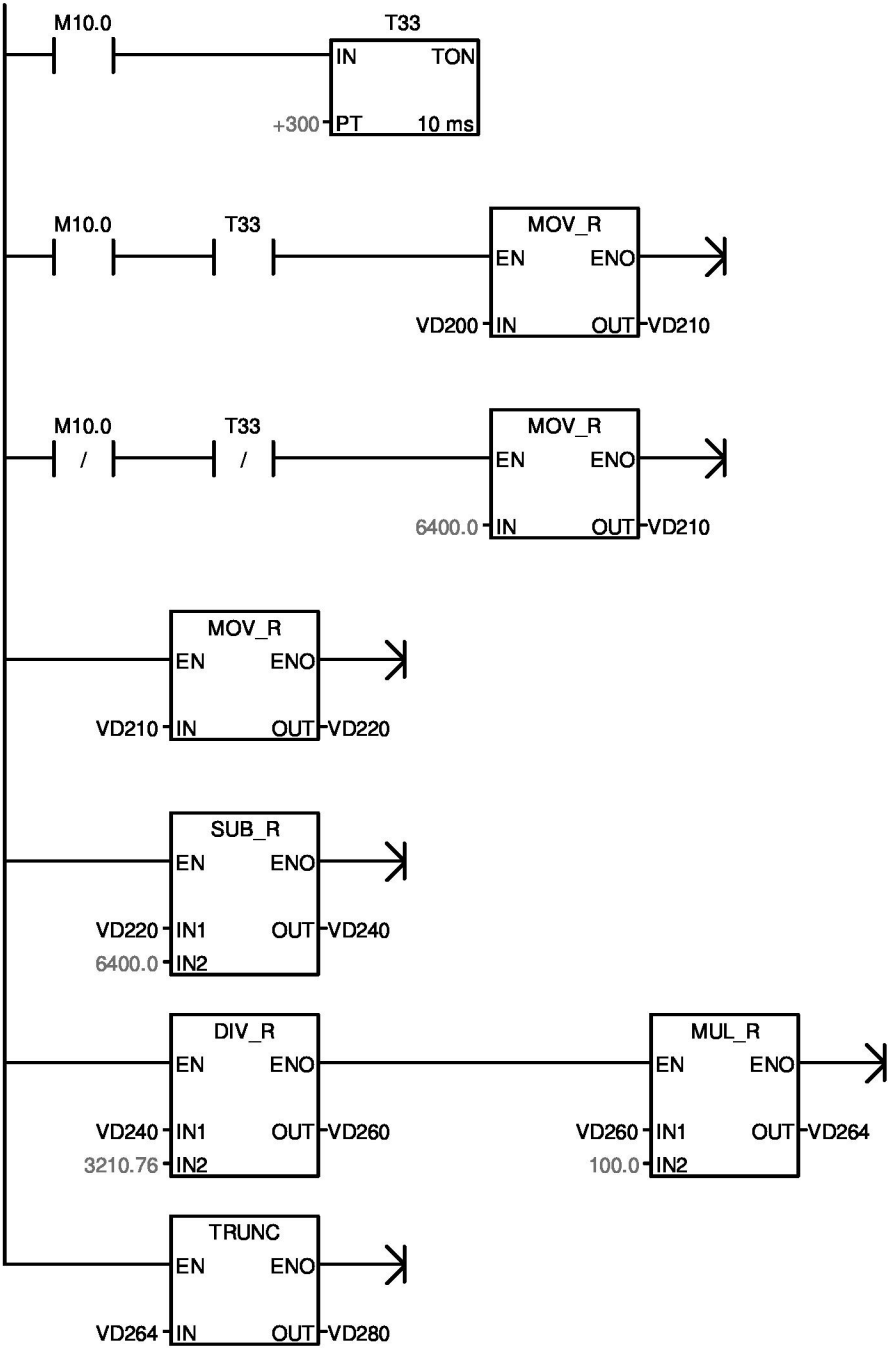 M10.0 T33
IN TON
+300 PT 10 ms
M10.0 T33 MOV_R
EN ENO
VD200 IN OUT VD210
M10.0 T33 MOV_R
/ / EN ENO
6400.0 IN OUT VD210
MOV_R
EN ENO
VD210 IN OUT VD220
SUB_R
EN ENO
VD220 IN1 OUT VD240
6400.0 IN2
DIV_R MUL_R
EN ENO EN ENO
VD240 IN1 OUT VD260 VD260 IN1 OUT VD264
3210.76 IN2 100.0 IN2
TRUNC
EN ENO
VD264 IN OUT VD280